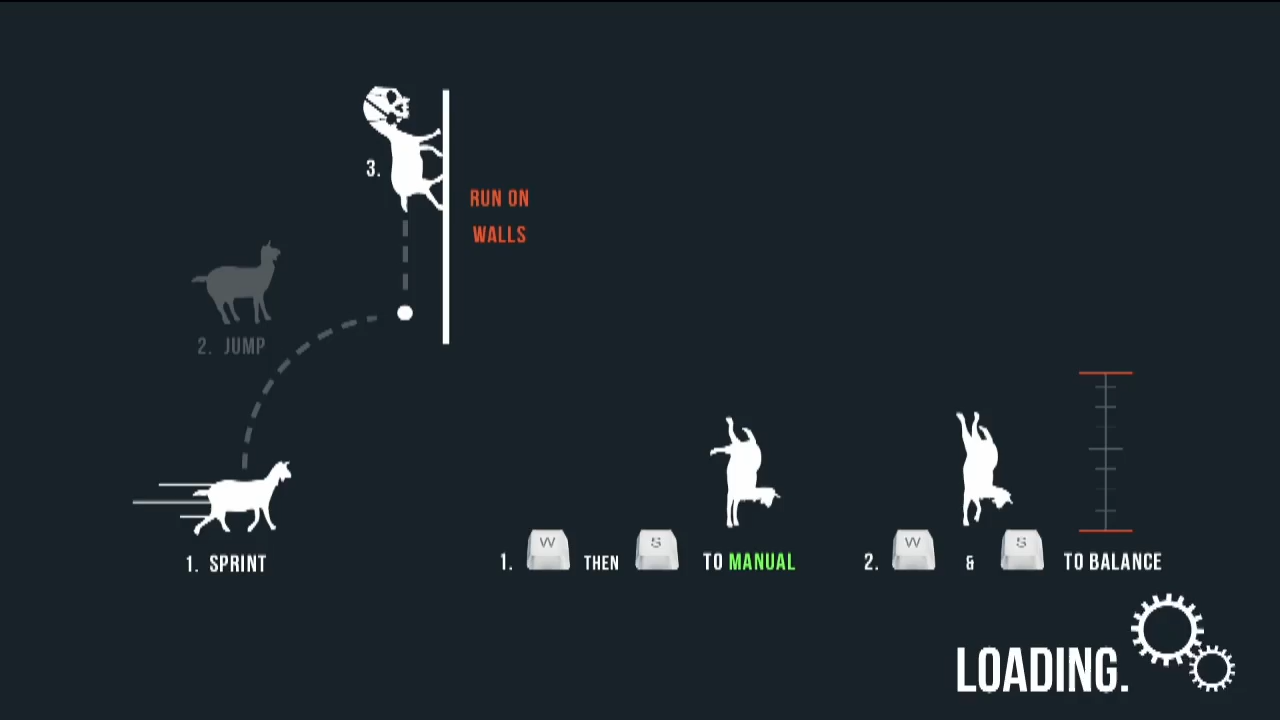 3.
RUN ON
WALLS
2. JUMP
1. SPRINT
1. W THEN S TO MANUAL
2. W & S TO BALANCE
LOADING.